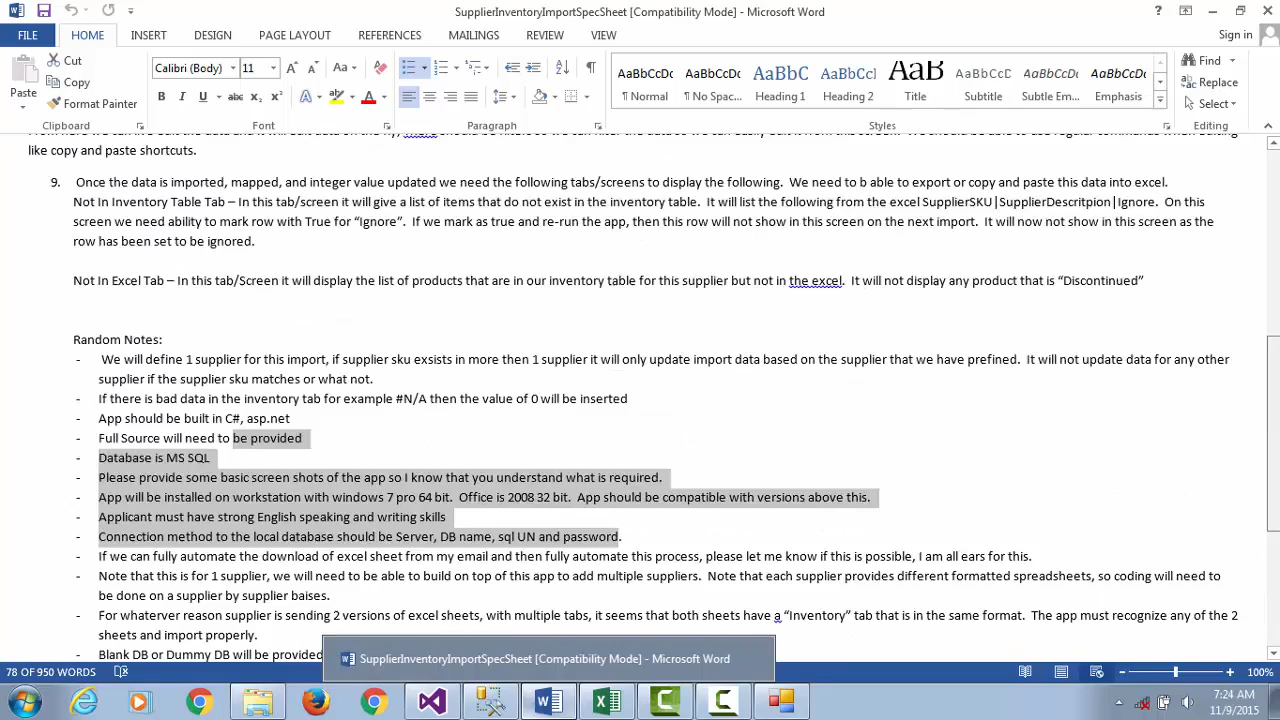 SupplierInventoryImportSpecSheet [Compatibility Mode] - Microsoft Word
FILE HOME INSERT DESIGN PAGE LAYOUT REFERENCES MAILINGS REVIEW VIEW Sign in
Paste
Cut
Copy
Format Painter
Clipboard
Calibri (Body) 11
Font
Paragraph
AaBbCcDc AaBbCcDc AaBbC AaBbCc AaB AaBbCcD AaBbCcDc AaBbCcDc
¶ Normal ¶ No Spac... Heading 1 Heading 2 Title Subtitle Subtle Em... Emphasis
Styles
Find
Replace
Select
Editing
like copy and paste shortcuts.
9. Once the data is imported, mapped, and integer value updated we need the following tabs/screens to display the following. We need to b able to export or copy and paste this data into excel.
Not In Inventory Table Tab – In this tab/screen it will give a list of items that do not exist in the inventory table. It will list the following from the excel SupplierSKU|SupplierDescritpion|Ignore. On this
screen we need ability to mark row with True for “Ignore”. If we mark as true and re-run the app, then this row will not show in this screen on the next import. It will now not show in this screen as the
row has been set to be ignored.
Not In Excel Tab – In this tab/Screen it will display the list of products that are in our inventory table for this supplier but not in the excel. It will not display any product that is “Discontinued”
Random Notes:
- We will define 1 supplier for this import, if supplier sku exsists in more then 1 supplier it will only update import data based on the supplier that we have prefined. It will not update data for any other
supplier if the supplier sku matches or what not.
- If there is bad data in the inventory tab for example #N/A then the value of 0 will be inserted
- App should be built in C#, asp.net
- Full Source will need to be provided
- Database is MS SQL
- Please provide some basic screen shots of the app so I know that you understand what is required.
- App will be installed on workstation with windows 7 pro 64 bit. Office is 2008 32 bit. App should be compatible with versions above this.
- Applicant must have strong English speaking and writing skills
- Connection method to the local database should be Server, DB name, sql UN and password.
- If we can fully automate the download of excel sheet from my email and then fully automate this process, please let me know if this is possible, I am all ears for this.
- Note that this is for 1 supplier, we will need to be able to build on top of this app to add multiple suppliers. Note that each supplier provides different formatted spreadsheets, so coding will need to
be done on a supplier by supplier baises.
- For whatever reason supplier is sending 2 versions of excel sheets, with multiple tabs, it seems that both sheets have a “Inventory” tab that is in the same format. The app must recognize any of the 2
sheets and import properly.
- Blank DB or Dummy DB will be provided
SupplierInventoryImportSpecSheet [Compatibility Mode] - Microsoft Word
78 OF 950 WORDS 100%
7:24 AM
11/9/2015